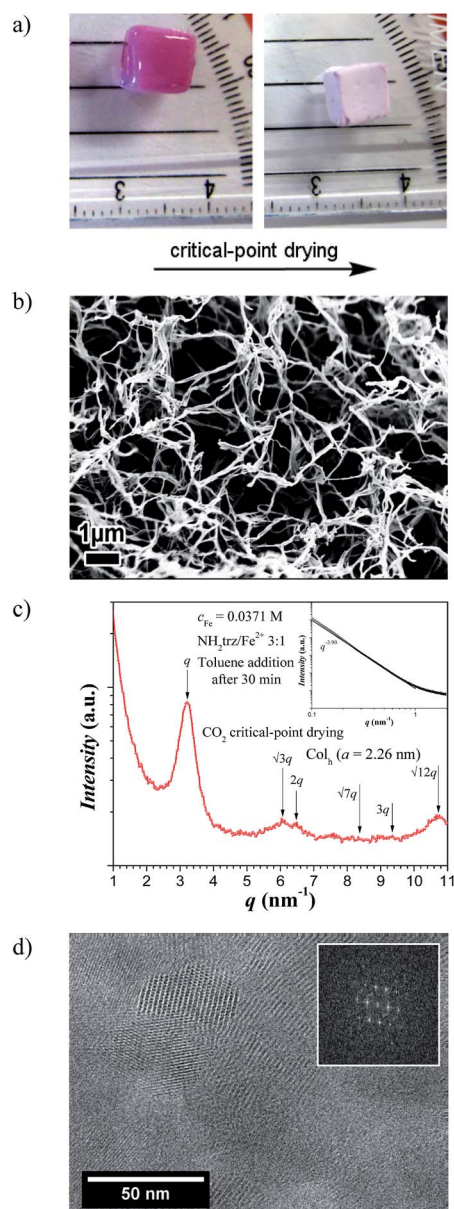 a)
3
4
3
4
critical-point drying
b)
1µm
c)
c_Fe = 0.0371 M
NH₂trz/Fe²⁺ 3:1
Toluene addition
after 30 min
CO₂ critical-point drying
Col_h (a = 2.26 nm)
q
√3q
2q
√7q
3q
√12q
Intensity (a.u.)
1 2 3 4 5 6 7 8 9 10 11
q (nm⁻¹)
Intensity (a.u.)
q⁻³·⁹⁰
0.1 1
q (nm⁻¹)
d)
50 nm